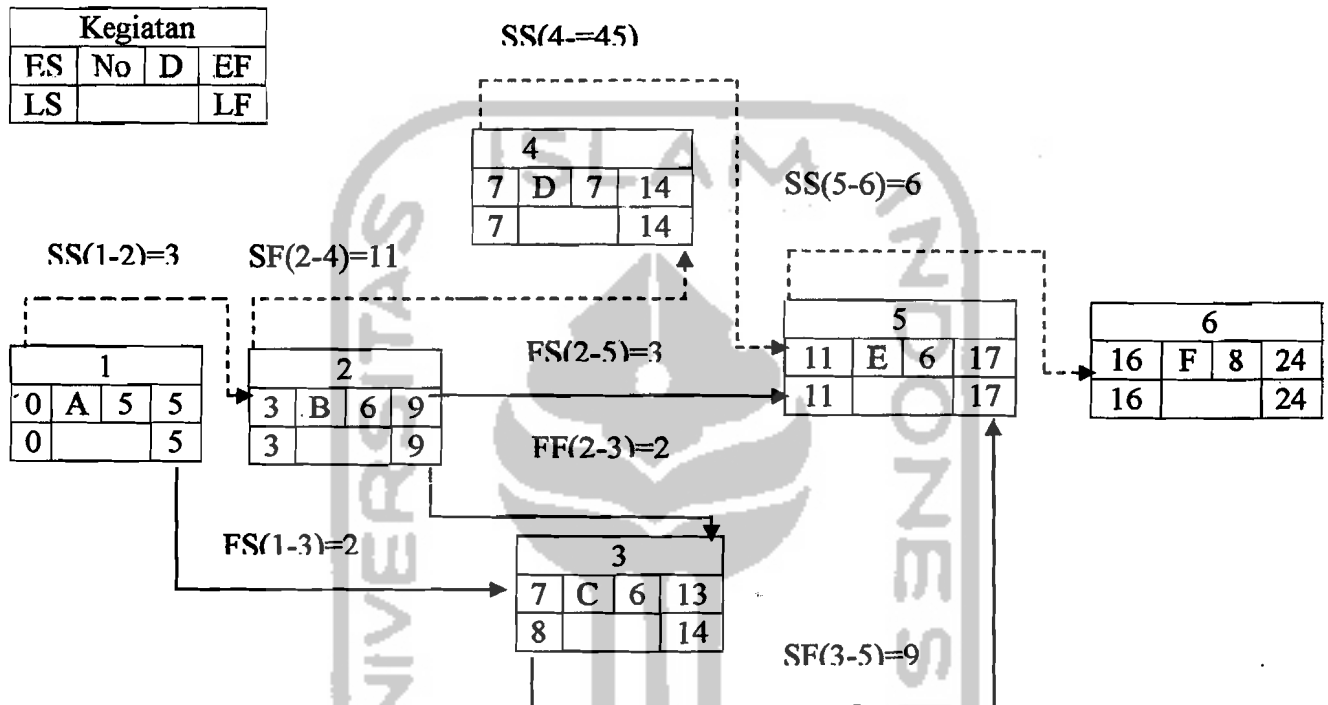 Kegiatan
ES No D EF
LS LF
SS(4-=45)
4
7 D 7 14
7 14
SS(5-6)=6
SS(1-2)=3 SF(2-4)=11
1
0 A 5 5
0 5
2
3 B 6 9
3 9
FS(2-5)=3
5
11 E 6 17
11 17
6
16 F 8 24
16 24
FF(2-3)=2
FS(1-3)=2
3
7 C 6 13
8 14
SF(3-5)=9
ISLAM
UNIVERSITAS
INDONES